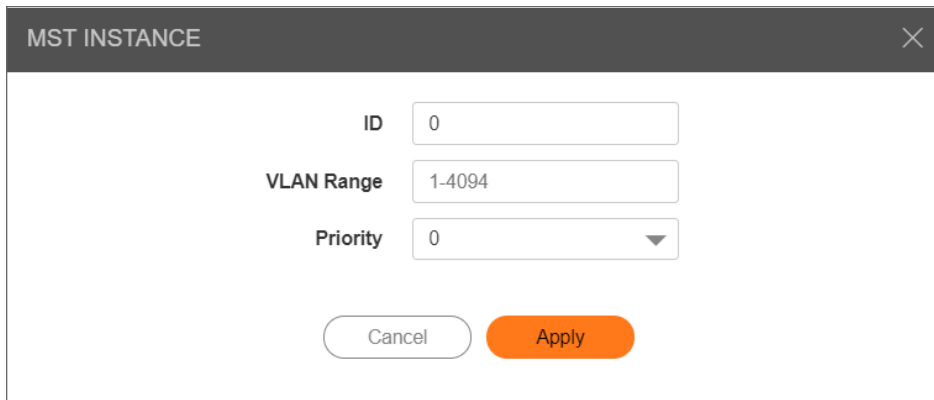 MST INSTANCE
ID 0
VLAN Range 1-4094
Priority 0
Cancel Apply